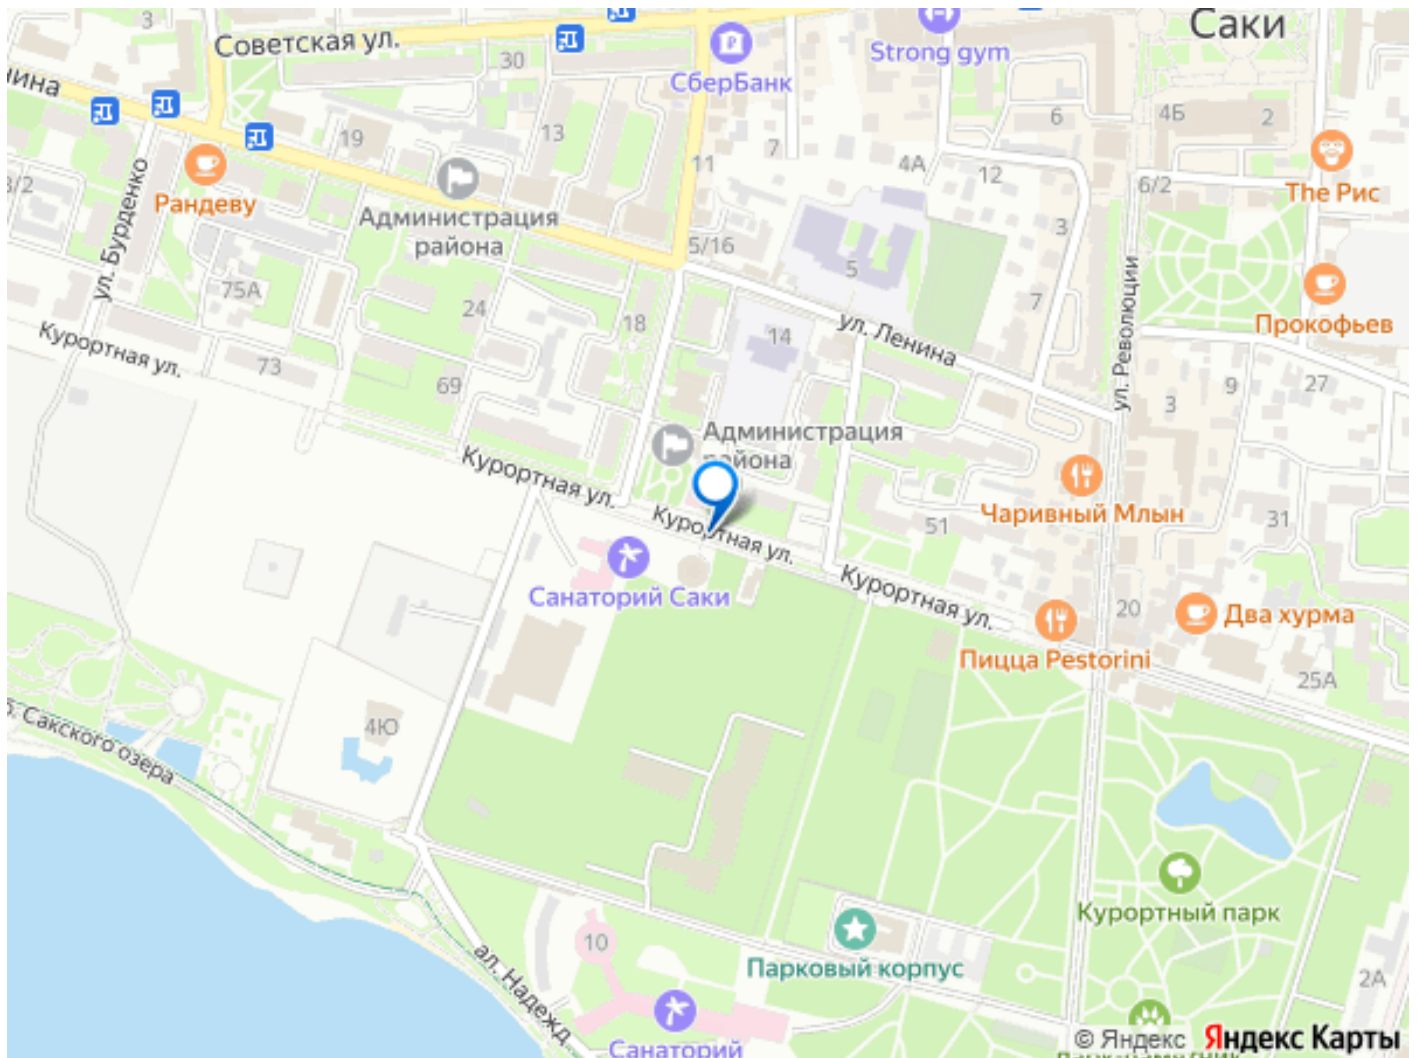 3
Советская ул.
30
СберБанк
Strong gym
Саки
19
13
11
7
4А
12
6
4Б
2
6/2
The Рис
Рандеву
ул. Бурденко
Администрация
района
5/16
5
3
7
ул. Революции
Прокофьев
75А
24
18
14
ул. Ленина
Курортная ул.
73
69
9
27
3
Администрация
района
Курортная ул.
Курортная ул.
Чаривный Млын
51
31
Санаторий Саки
Курортная ул.
20
Два хурма
Пицца Pestorini
25А
4Ю
Сакского озера
Курортный парк
10
ал. Надежд
Парковый корпус
2А
Санаторий
© Яндекс Яндекс Карты